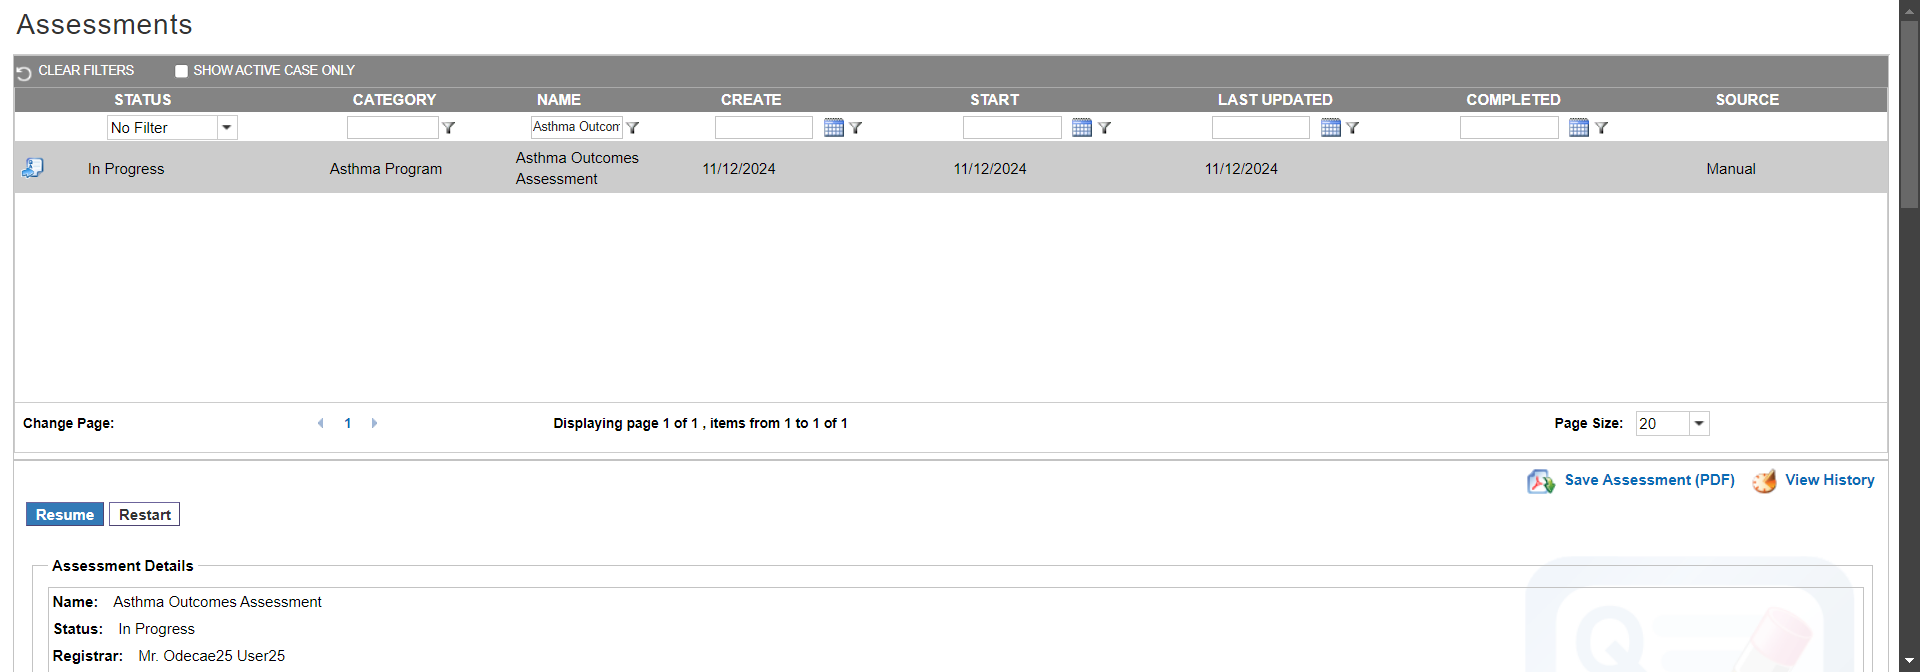 Assessments
CLEAR FILTERS SHOW ACTIVE CASE ONLY
STATUS CATEGORY NAME CREATE START LAST UPDATED COMPLETED SOURCE
No Filter Asthma Outcom
In Progress Asthma Program Asthma Outcomes Assessment 11/12/2024 11/12/2024 11/12/2024 Manual
Change Page: 1 Displaying page 1 of 1 , items from 1 to 1 of 1 Page Size: 20
Save Assessment (PDF) View History
Resume Restart
Assessment Details
Name: Asthma Outcomes Assessment
Status: In Progress
Registrar: Mr. Odecae25 User25